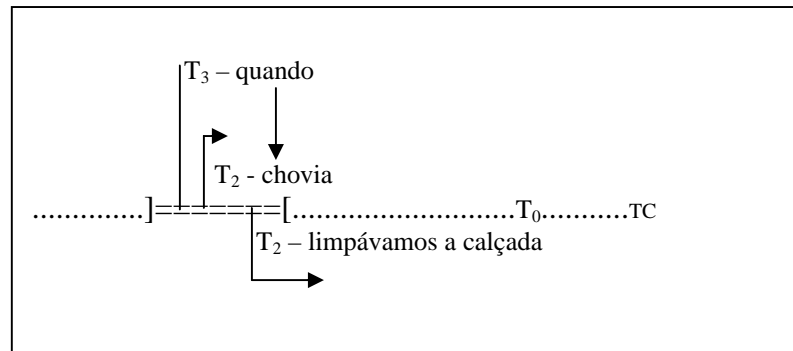 T₃ – quando
T₂ - chovia
..............]========[............................T₀...........TC
T₂ – limpávamos a calçada